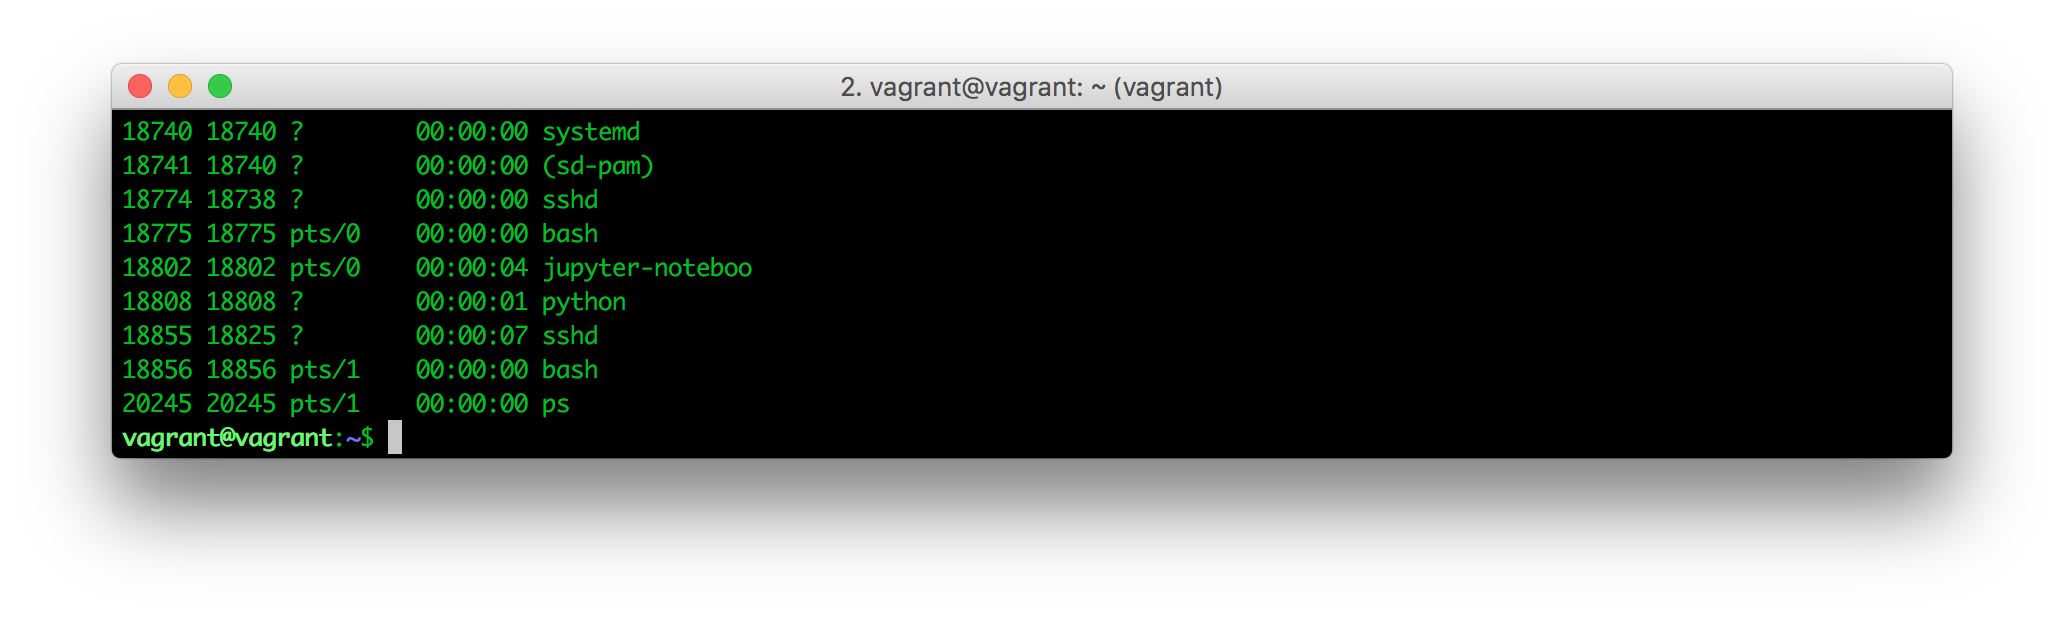 2. vagrant@vagrant: ~ (vagrant)
18740 18740 ?        00:00:00 systemd
18741 18740 ?        00:00:00 (sd-pam)
18774 18738 ?        00:00:00 sshd
18775 18775 pts/0    00:00:00 bash
18802 18802 pts/0    00:00:04 jupyter-noteboo
18808 18808 ?        00:00:01 python
18855 18825 ?        00:00:07 sshd
18856 18856 pts/1    00:00:00 bash
20245 20245 pts/1    00:00:00 ps
vagrant@vagrant:~$